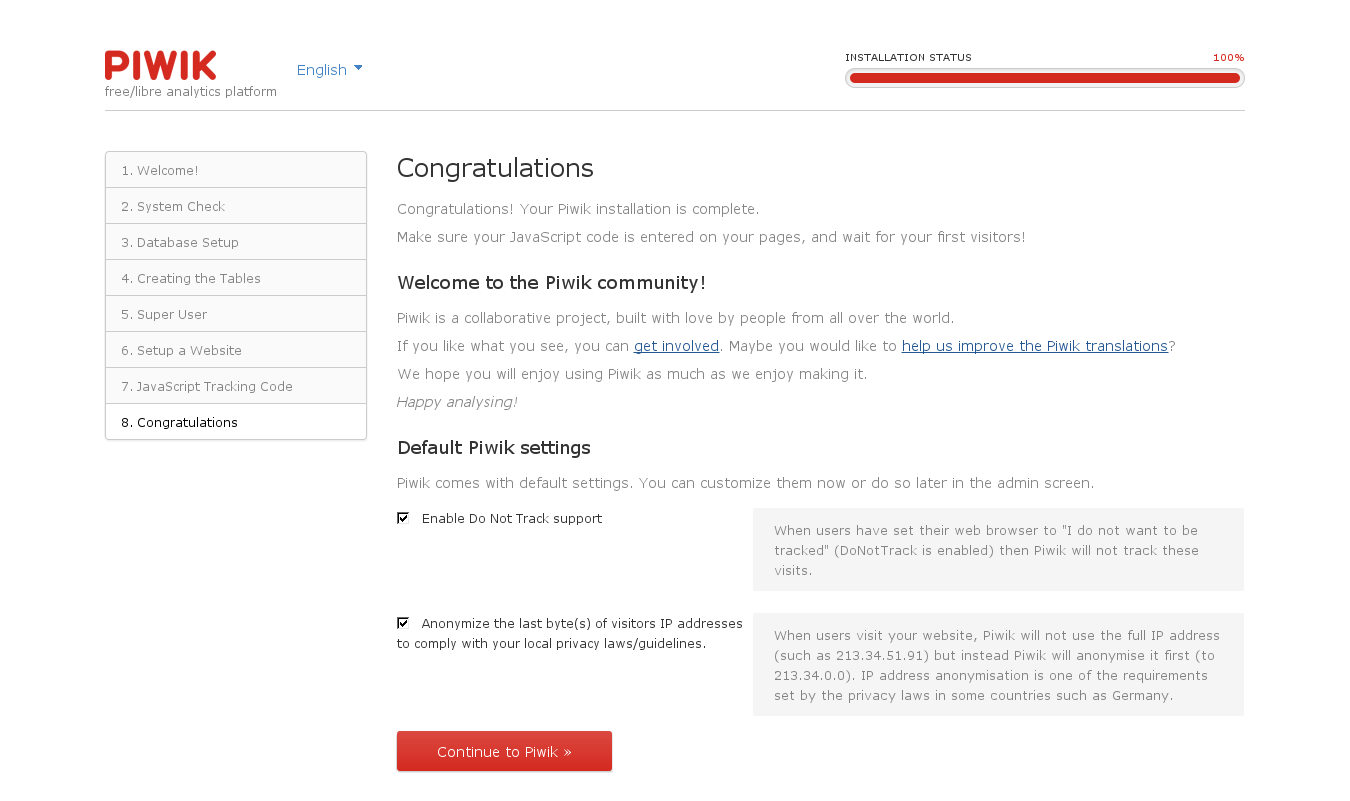 PIWIK
free/libre analytics platform
English
INSTALLATION STATUS 100%
1. Welcome!
2. System Check
3. Database Setup
4. Creating the Tables
5. Super User
6. Setup a Website
7. JavaScript Tracking Code
8. Congratulations
Congratulations
Congratulations! Your Piwik installation is complete.
Make sure your JavaScript code is entered on your pages, and wait for your first visitors!
Welcome to the Piwik community!
Piwik is a collaborative project, built with love by people from all over the world.
If you like what you see, you can get involved. Maybe you would like to help us improve the Piwik translations?
We hope you will enjoy using Piwik as much as we enjoy making it.
Happy analysing!
Default Piwik settings
Piwik comes with default settings. You can customize them now or do so later in the admin screen.
Enable Do Not Track support
When users have set their web browser to "I do not want to be
tracked" (DoNotTrack is enabled) then Piwik will not track these
visits.
Anonymize the last byte(s) of visitors IP addresses
to comply with your local privacy laws/guidelines.
When users visit your website, Piwik will not use the full IP address
(such as 213.34.51.91) but instead Piwik will anonymise it first (to
213.34.0.0). IP address anonymisation is one of the requirements
set by the privacy laws in some countries such as Germany.
Continue to Piwik »